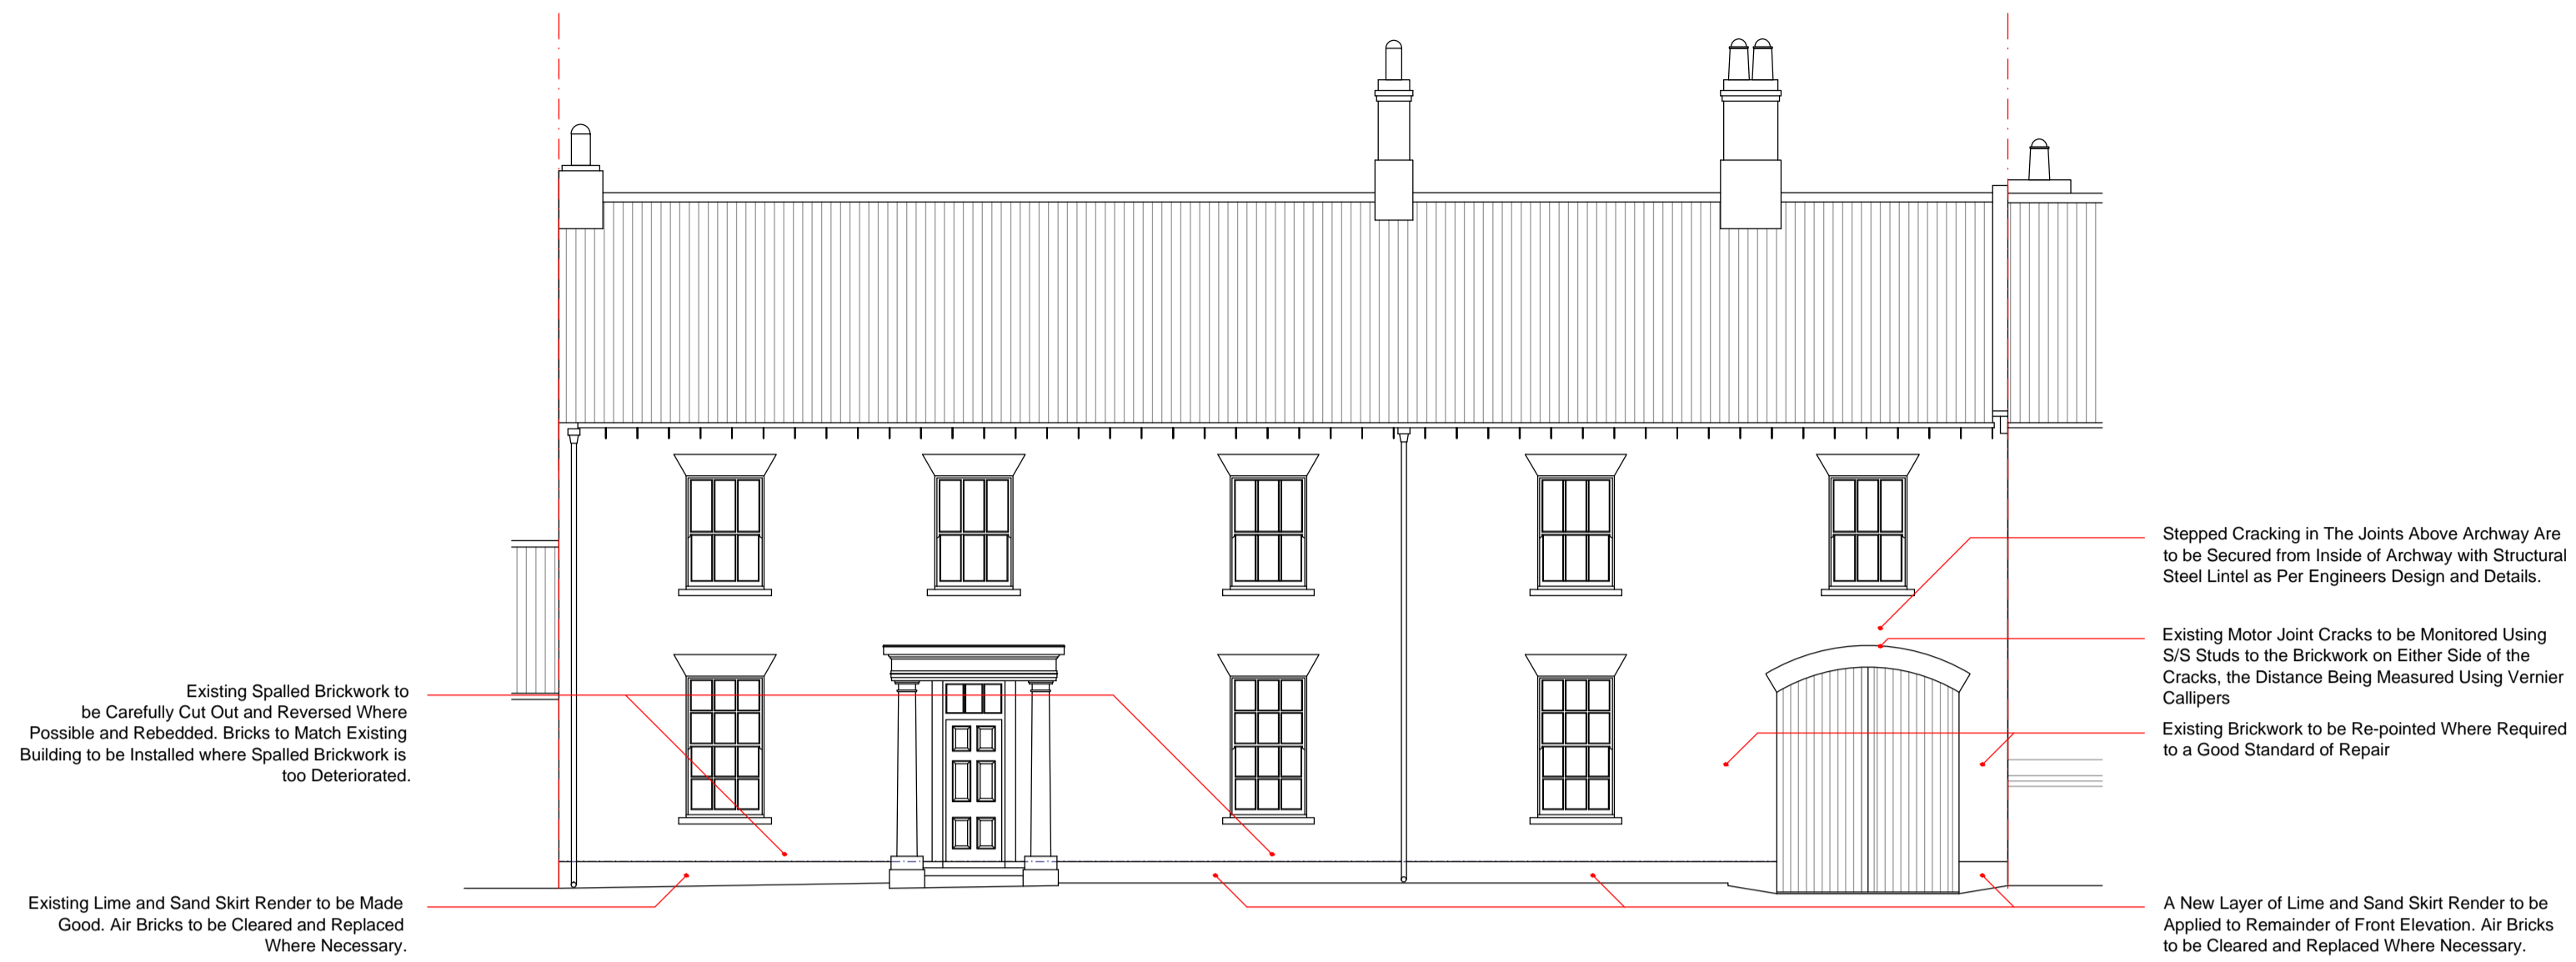 Existing Spalled Brickwork to
be Carefully Cut Out and Reversed Where
Possible and Rebedded. Bricks to Match Existing
Building to be Installed where Spalled Brickwork is
too Deteriorated.
Existing Lime and Sand Skirt Render to be Made
Good. Air Bricks to be Cleared and Replaced
Where Necessary.
Stepped Cracking in The Joints Above Archway Are
to be Secured from Inside of Archway with Structural
Steel Lintel as Per Engineers Design and Details.
Existing Motor Joint Cracks to be Monitored Using
S/S Studs to the Brickwork on Either Side of the
Cracks, the Distance Being Measured Using Vernier
Callipers
Existing Brickwork to be Re-pointed Where Required
to a Good Standard of Repair
A New Layer of Lime and Sand Skirt Render to be
Applied to Remainder of Front Elevation. Air Bricks
to be Cleared and Replaced Where Necessary.